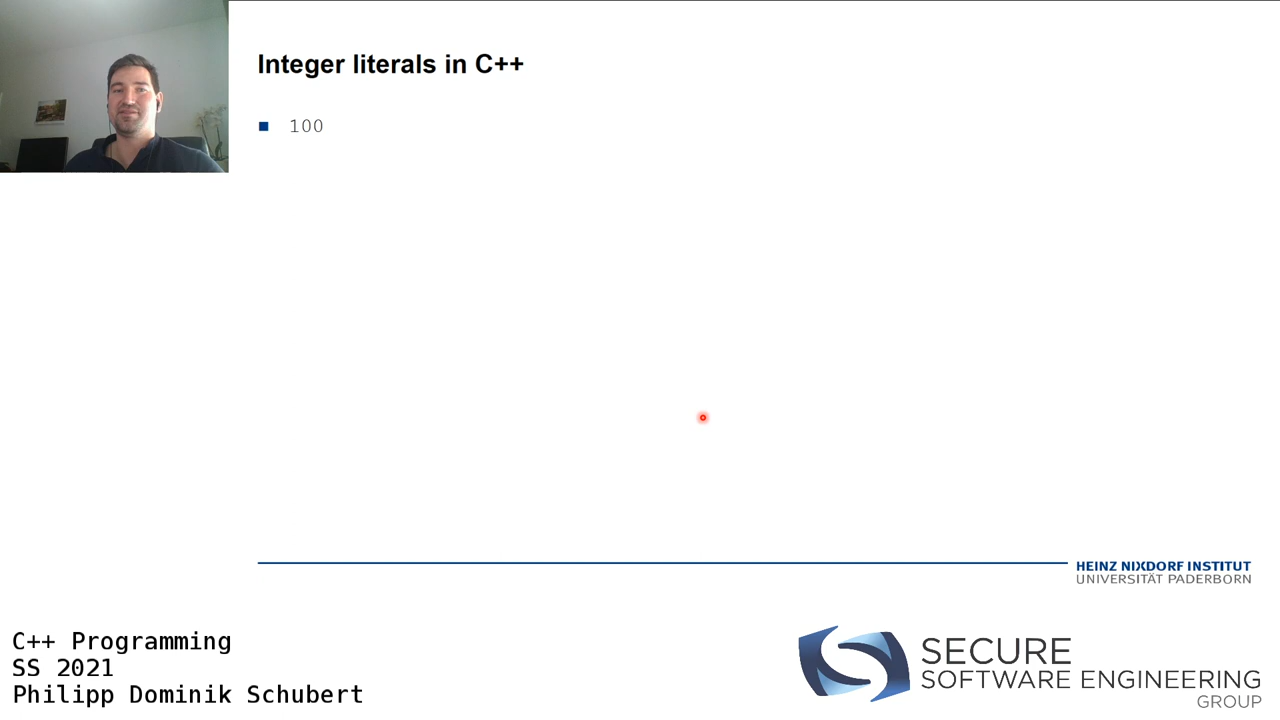 Integer literals in C++
100
HEINZ NIXDORF INSTITUT
UNIVERSITÄT PADERBORN
C++ Programming
SS 2021
Philipp Dominik Schubert
SECURE
SOFTWARE ENGINEERING
GROUP